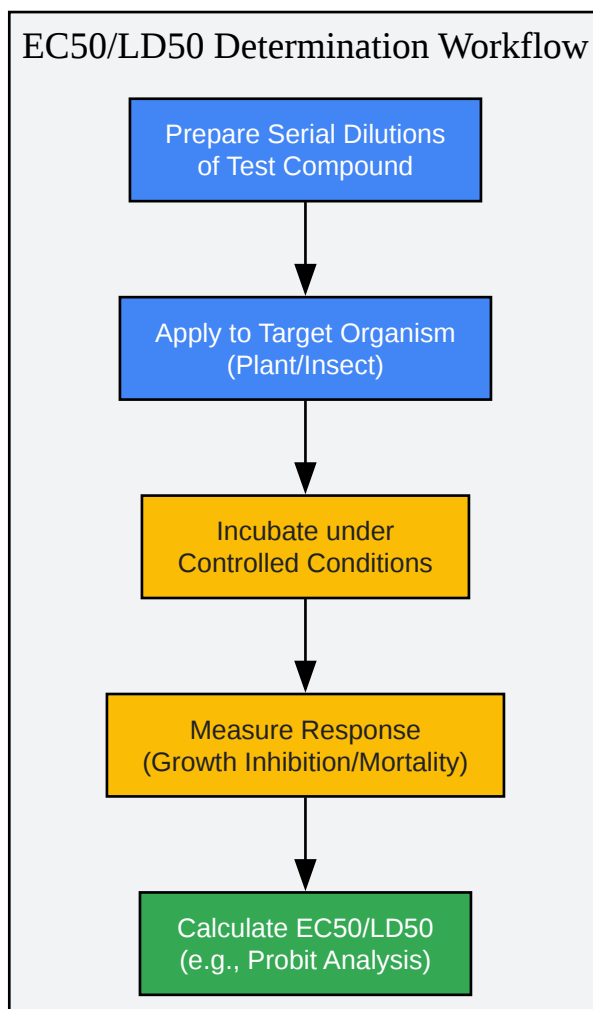 EC50/LD50 Determination Workflow
Prepare Serial Dilutions
of Test Compound
Apply to Target Organism
(Plant/Insect)
Incubate under
Controlled Conditions
Measure Response
(Growth Inhibition/Mortality)
Calculate EC50/LD50
(e.g., Probit Analysis)